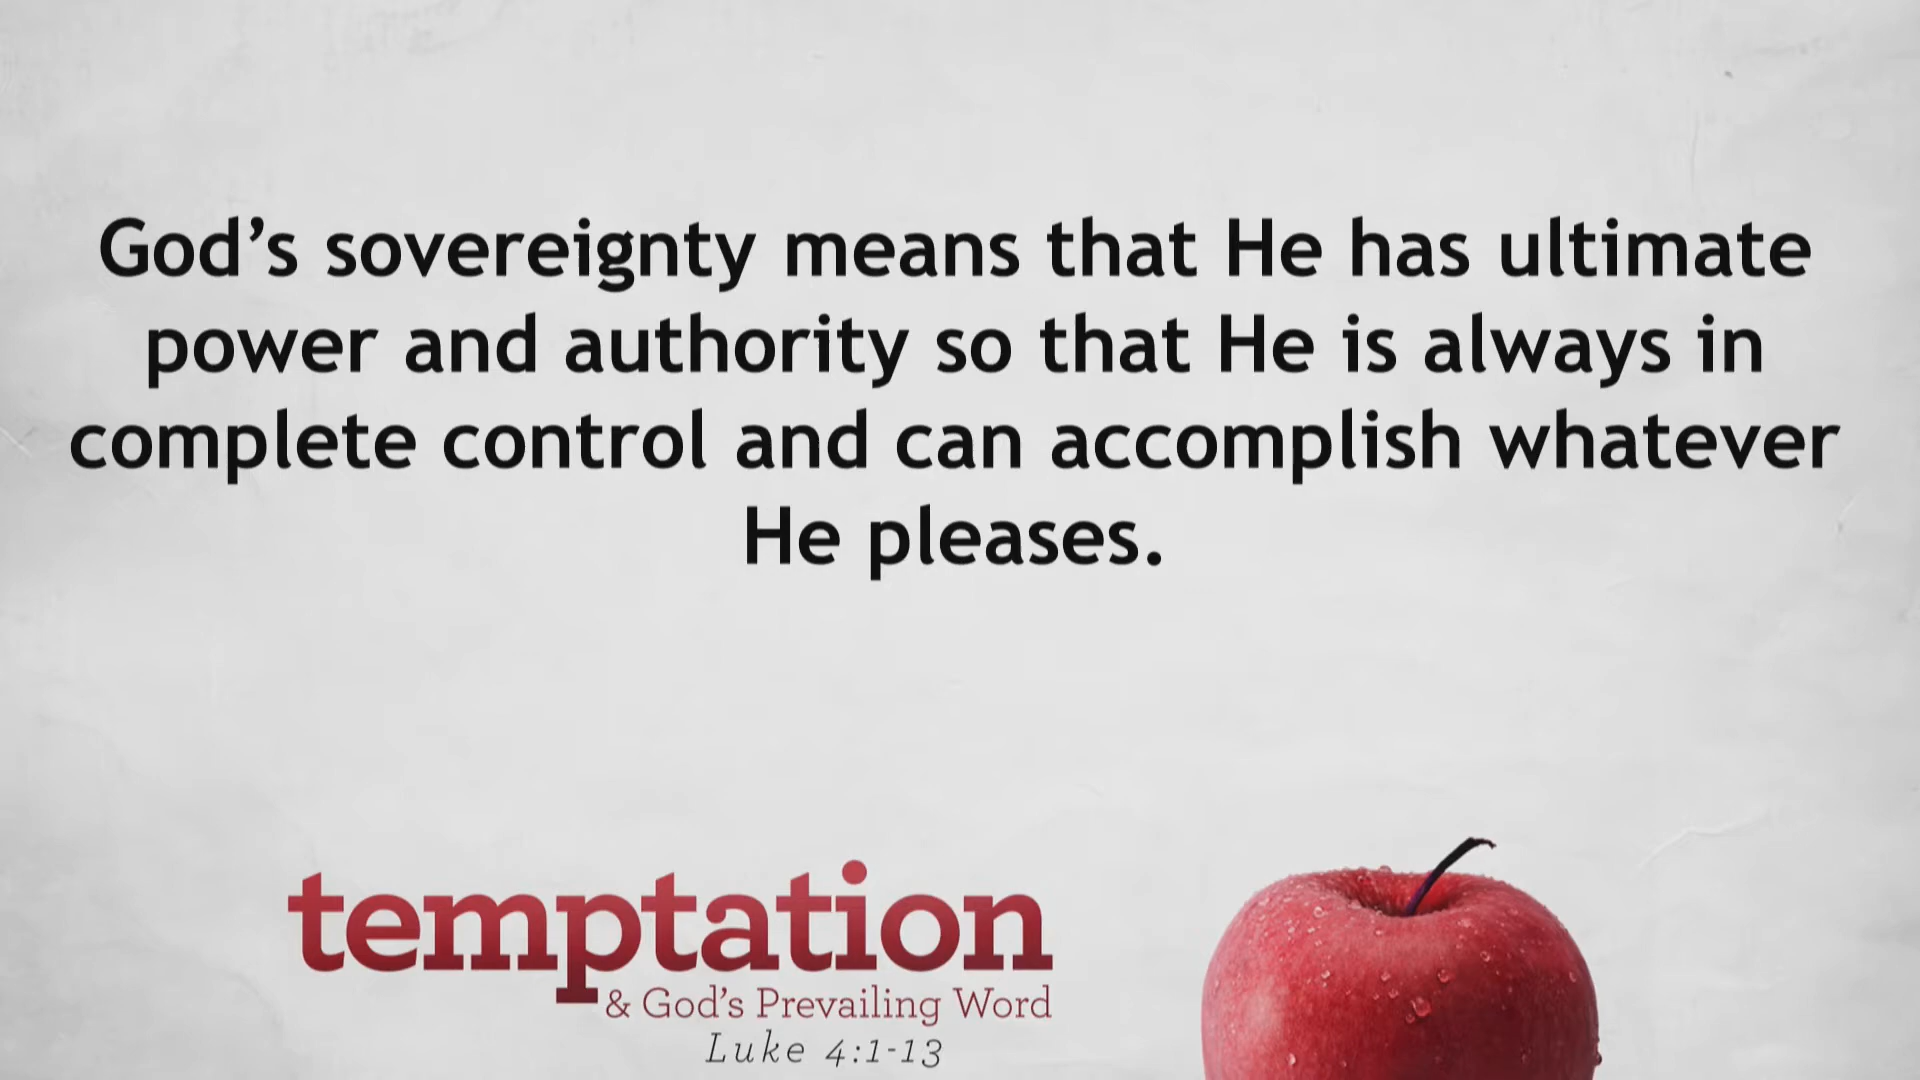 God’s sovereignty means that He has ultimate
power and authority so that He is always in
complete control and can accomplish whatever
He pleases.
temptation
& God’s Prevailing Word
Luke 4:1-13